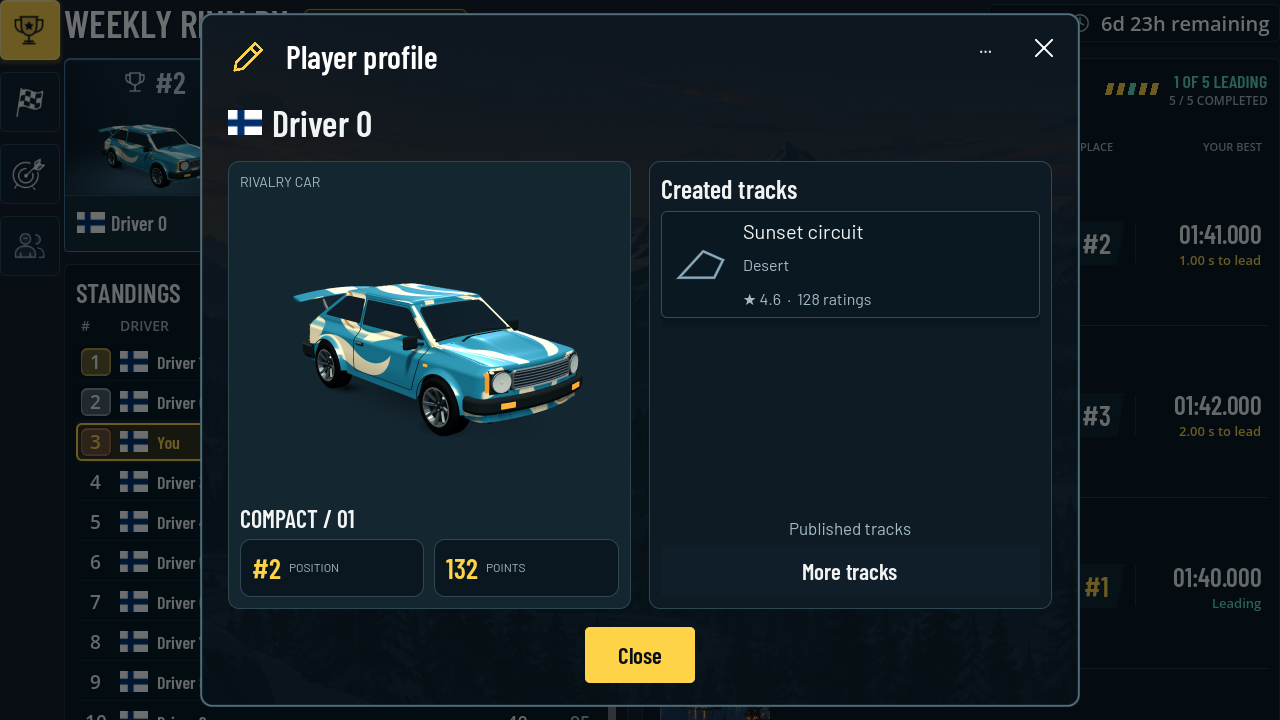 WEEKLY
6d 23h remaining
Player profile
...
#2
1 OF 5 LEADING
5 / 5 COMPLETED
Driver 0
PLACE
YOUR BEST
RIVALRY CAR
Created tracks
Sunset circuit
Desert
★ 4.6 · 128 ratings
Driver 0
#2
01:41.000
1.00 s to lead
STANDINGS
#
DRIVER
1
Driver
2
Driver
3
You
4
Driver
5
Driver
6
Driver
7
Driver
8
Driver
9
Driver
#3
01:42.000
2.00 s to lead
COMPACT / 01
#2 POSITION
132 POINTS
Published tracks
More tracks
#1
01:40.000
Leading
Close